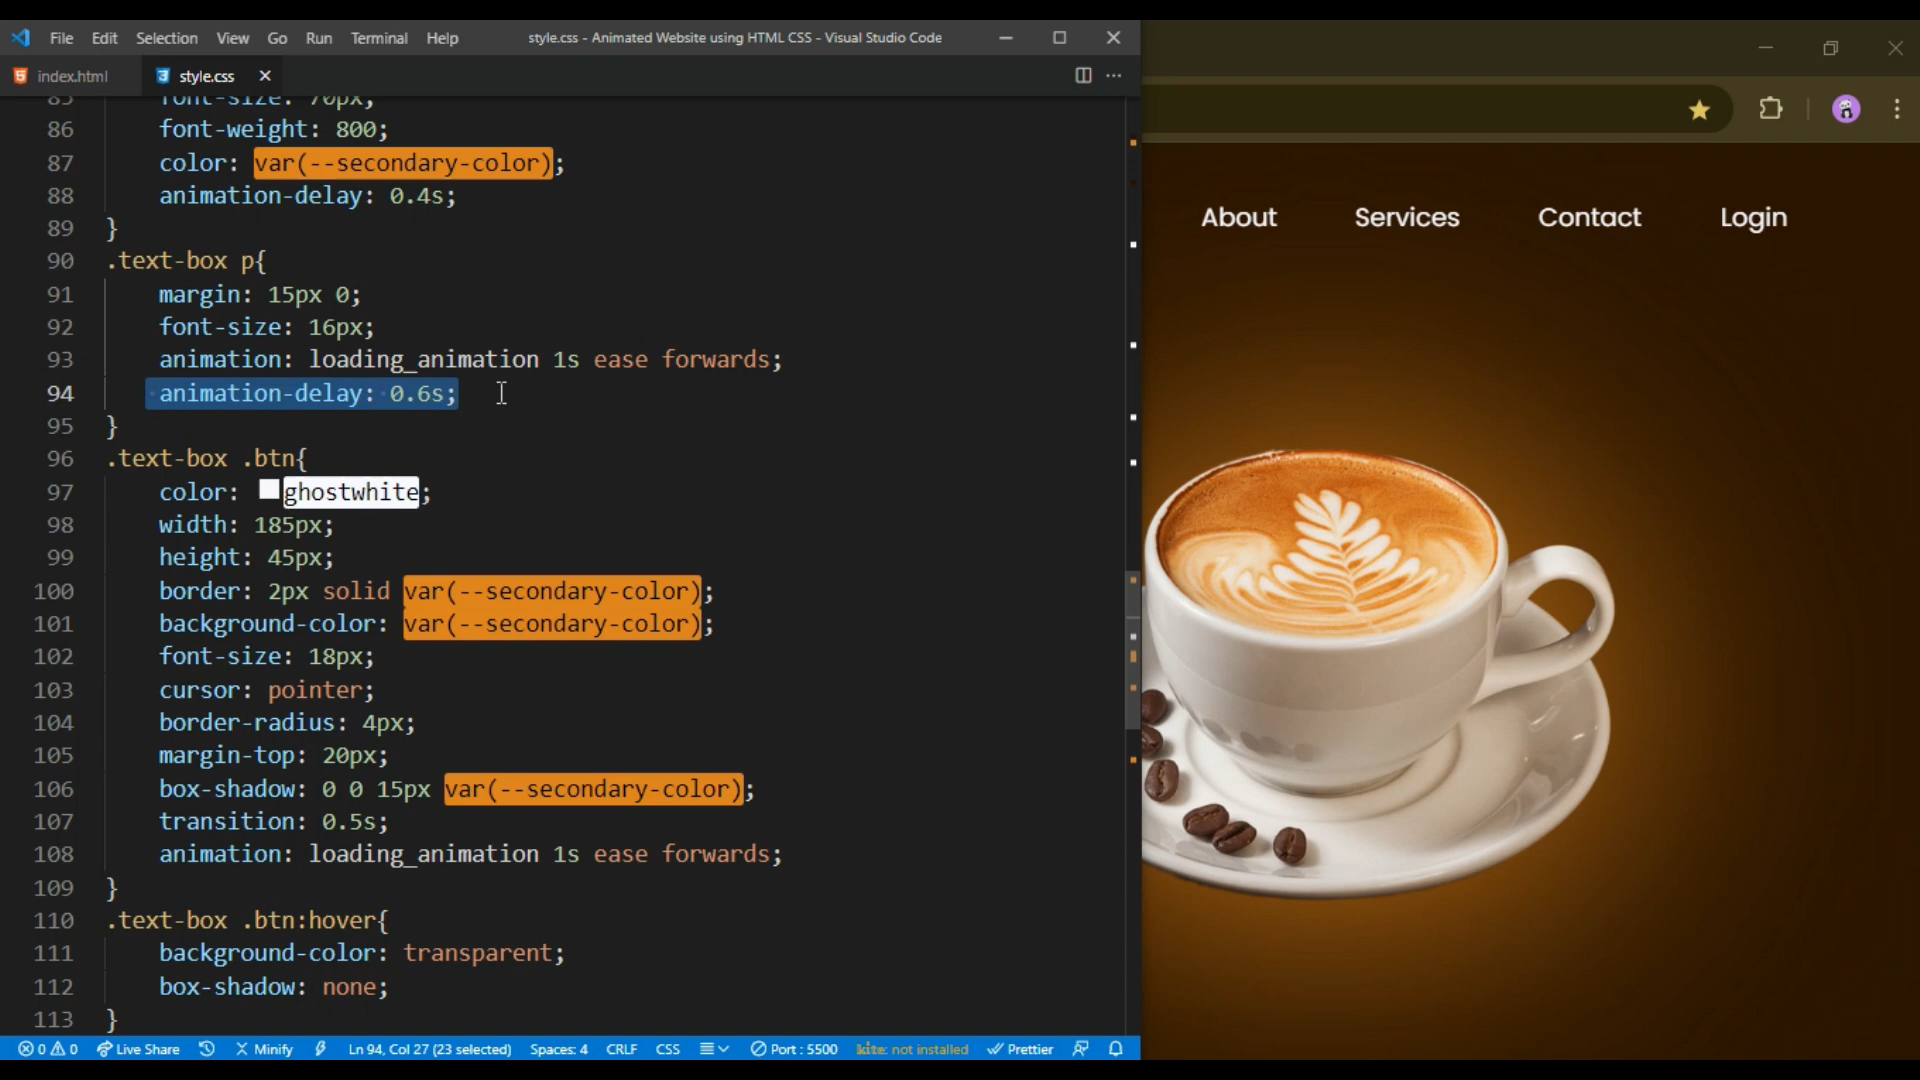 File Edit Selection View Go Run Terminal Help
style.css - Animated Website using HTML CSS - Visual Studio Code
index.html
style.css
85 font-size: 70px;
86 font-weight: 800;
87 color: var(--secondary-color);
88 animation-delay: 0.4s;
89 }
90 .text-box p{
91 margin: 15px 0;
92 font-size: 16px;
93 animation: loading_animation 1s ease forwards;
94 animation-delay: 0.6s;
95 }
96 .text-box .btn{
97 color: ghostwhite;
98 width: 185px;
99 height: 45px;
100 border: 2px solid var(--secondary-color);
101 background-color: var(--secondary-color);
102 font-size: 18px;
103 cursor: pointer;
104 border-radius: 4px;
105 margin-top: 20px;
106 box-shadow: 0 0 15px var(--secondary-color);
107 transition: 0.5s;
108 animation: loading_animation 1s ease forwards;
109 }
110 .text-box .btn:hover{
111 background-color: transparent;
112 box-shadow: none;
113 }
0 0 Live Share Minify Ln 94, Col 27 (23 selected) Spaces: 4 CRLF CSS Port : 5500 kite: not installed Prettier
About Services Contact Login